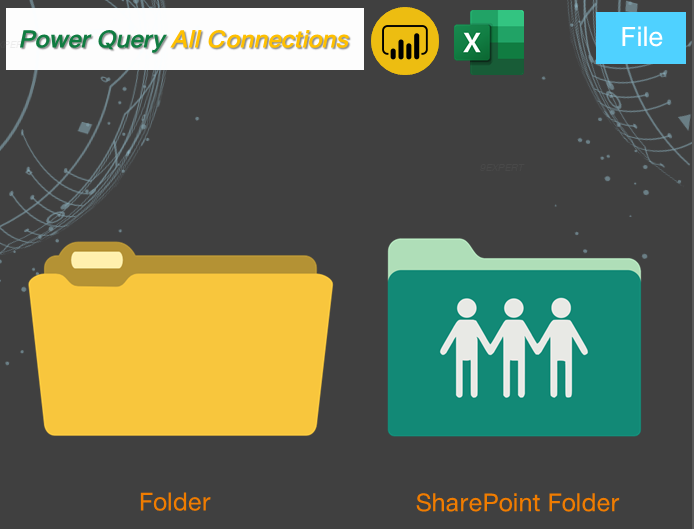 Power Query All Connections
X
File
Folder
SharePoint Folder